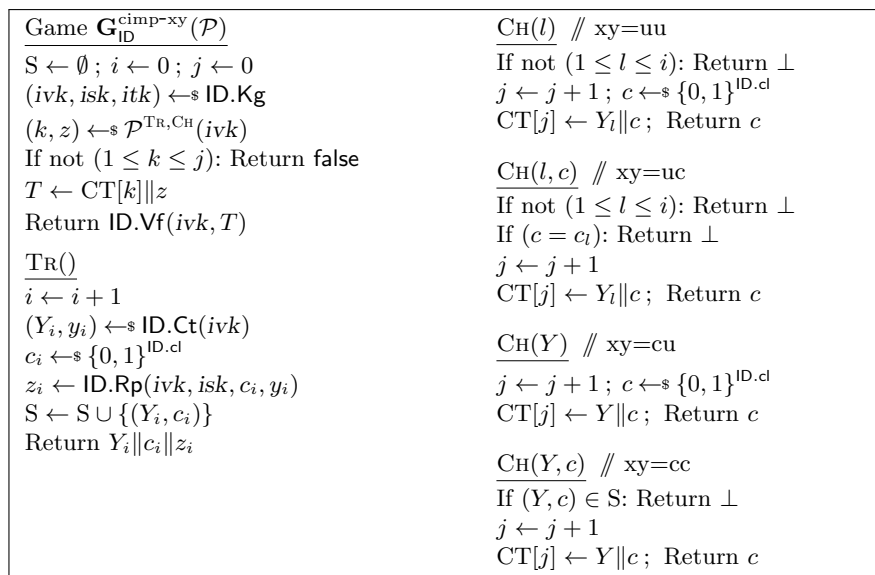 Game G_ID^cimp-xy(𝒫)
S ← ∅ ; i ← 0 ; j ← 0
(ivk, isk, itk) ←$ ID.Kg
(k, z) ←$ 𝒫^{Tr,Ch}(ivk)
If not (1 ≤ k ≤ j): Return false
T ← CT[k]‖z
Return ID.Vf(ivk, T)
Tr()
i ← i + 1
(Y_i, y_i) ←$ ID.Ct(ivk)
c_i ←$ {0, 1}^ID.cl
z_i ← ID.Rp(ivk, isk, c_i, y_i)
S ← S ∪ {(Y_i, c_i)}
Return Y_i‖c_i‖z_i
Ch(l) // xy=uu
If not (1 ≤ l ≤ i): Return ⊥
j ← j + 1 ; c ←$ {0, 1}^ID.cl
CT[j] ← Y_l‖c ; Return c
Ch(l, c) // xy=uc
If not (1 ≤ l ≤ i): Return ⊥
If (c = c_l): Return ⊥
j ← j + 1
CT[j] ← Y_l‖c ; Return c
Ch(Y) // xy=cu
j ← j + 1 ; c ←$ {0, 1}^ID.cl
CT[j] ← Y‖c ; Return c
Ch(Y, c) // xy=cc
If (Y, c) ∈ S: Return ⊥
j ← j + 1
CT[j] ← Y‖c ; Return c